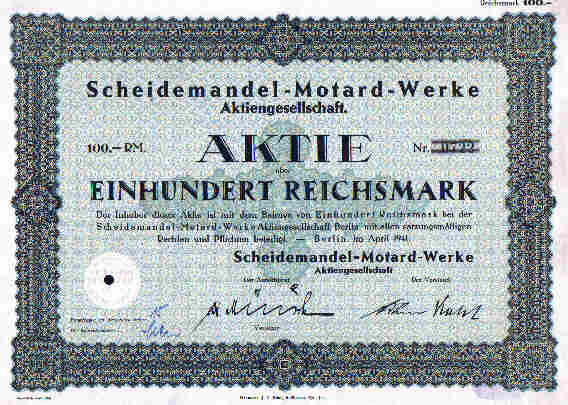 Reichsmark 100.—
Scheidemandel-Motard-Werke
Aktiengesellschaft.
100.— RM. AKTIE Nr.
über
EINHUNDERT REICHSMARK
Der Inhaber dieser Aktie ist mit dem Betrage von Einhundert Reichsmark bei der
Scheidemandel-Motard-Werke Aktiengesellschaft Berlin mit allen satzungsmäßigen
Rechten und Pflichten beteiligt. — Berlin, im April 1941.
Scheidemandel-Motard-Werke
Aktiengesellschaft
Der Aufsichtsrat Der Vorstand
Vorsitzer